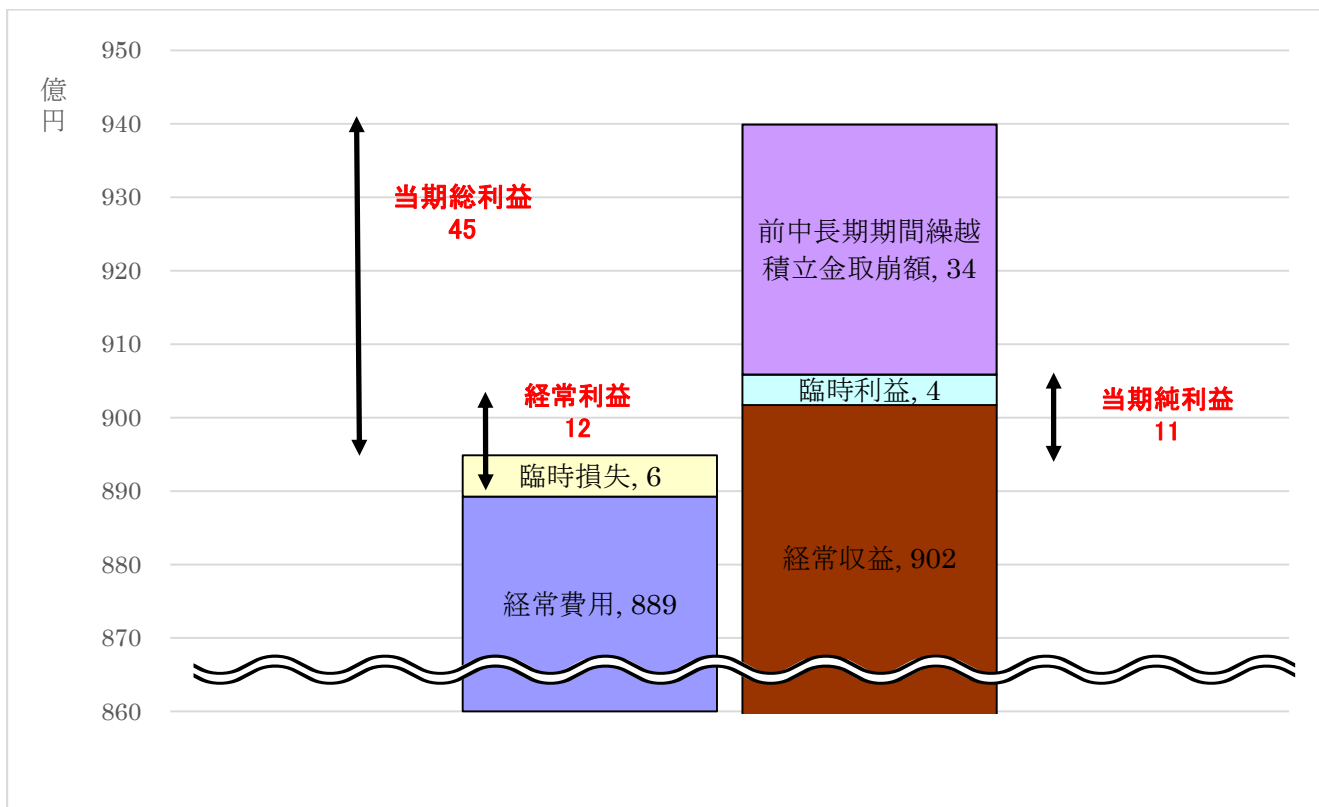 億
円
950
940
930
920
910
900
890
880
870
860
当期総利益
45
経常利益
12
臨時損失, 6
経常費用, 889
前中長期期間繰越
積立金取崩額, 34
臨時利益, 4
経常収益, 902
当期純利益
11